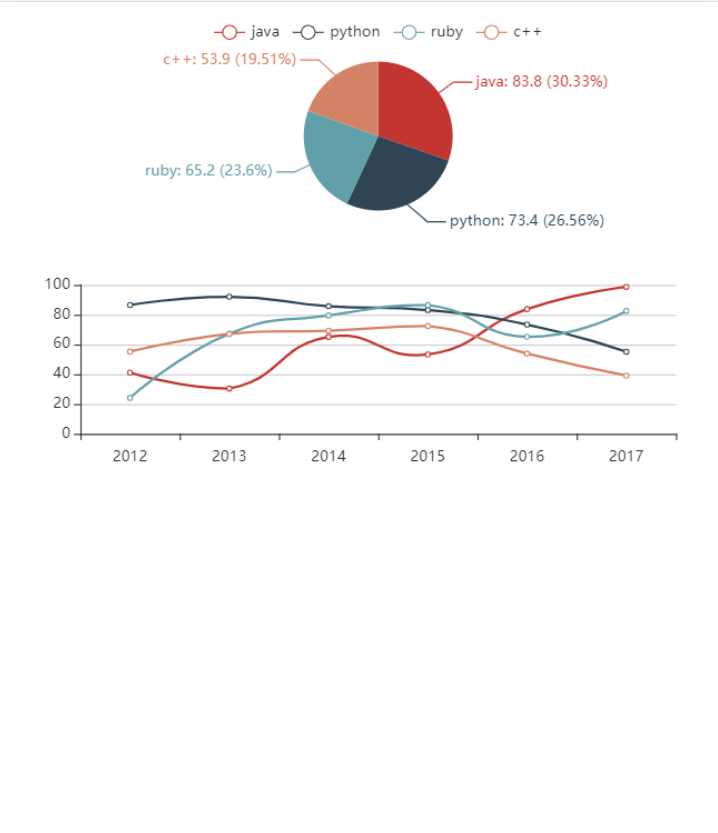 java python ruby c++
c++: 53.9 (19.51%)
java: 83.8 (30.33%)
ruby: 65.2 (23.6%)
python: 73.4 (26.56%)
100
80
60
40
20
0
2012 2013 2014 2015 2016 2017